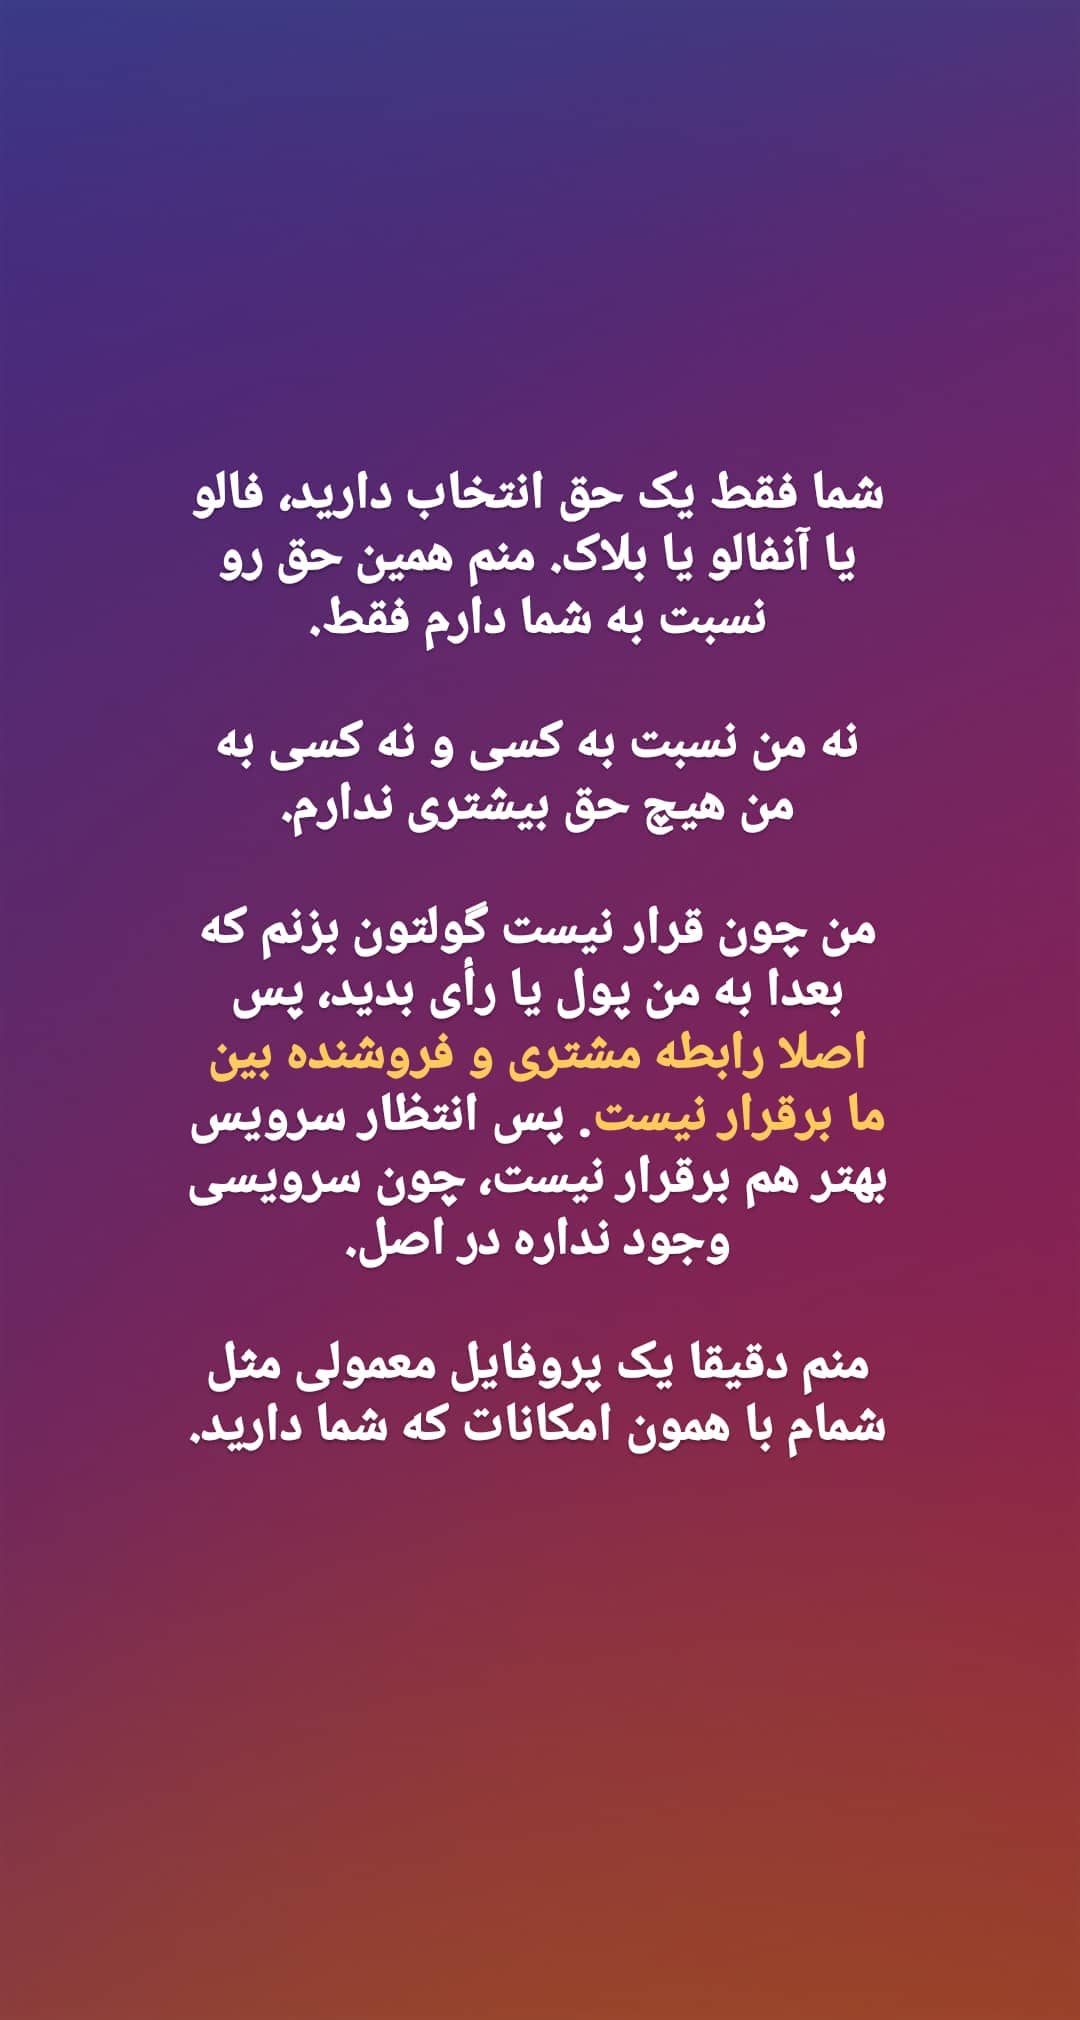 شما فقط یک حق انتخاب دارید، فالو
یا آنفالو یا بلاک. منم همین حق رو
نسبت به شما دارم فقط.
نه من نسبت به کسی و نه کسی به
من هیچ حق بیشتری ندارم.
من چون قرار نیست گولتون بزنم که
بعدا به من پول یا رأی بدید، پس
اصلا رابطه مشتری و فروشنده بین
ما برقرار نیست. پس انتظار سرویس
بهتر هم برقرار نیست، چون سرویسی
وجود نداره در اصل.
منم دقیقا یک پروفایل معمولی مثل
شمام با همون امکانات که شما دارید.